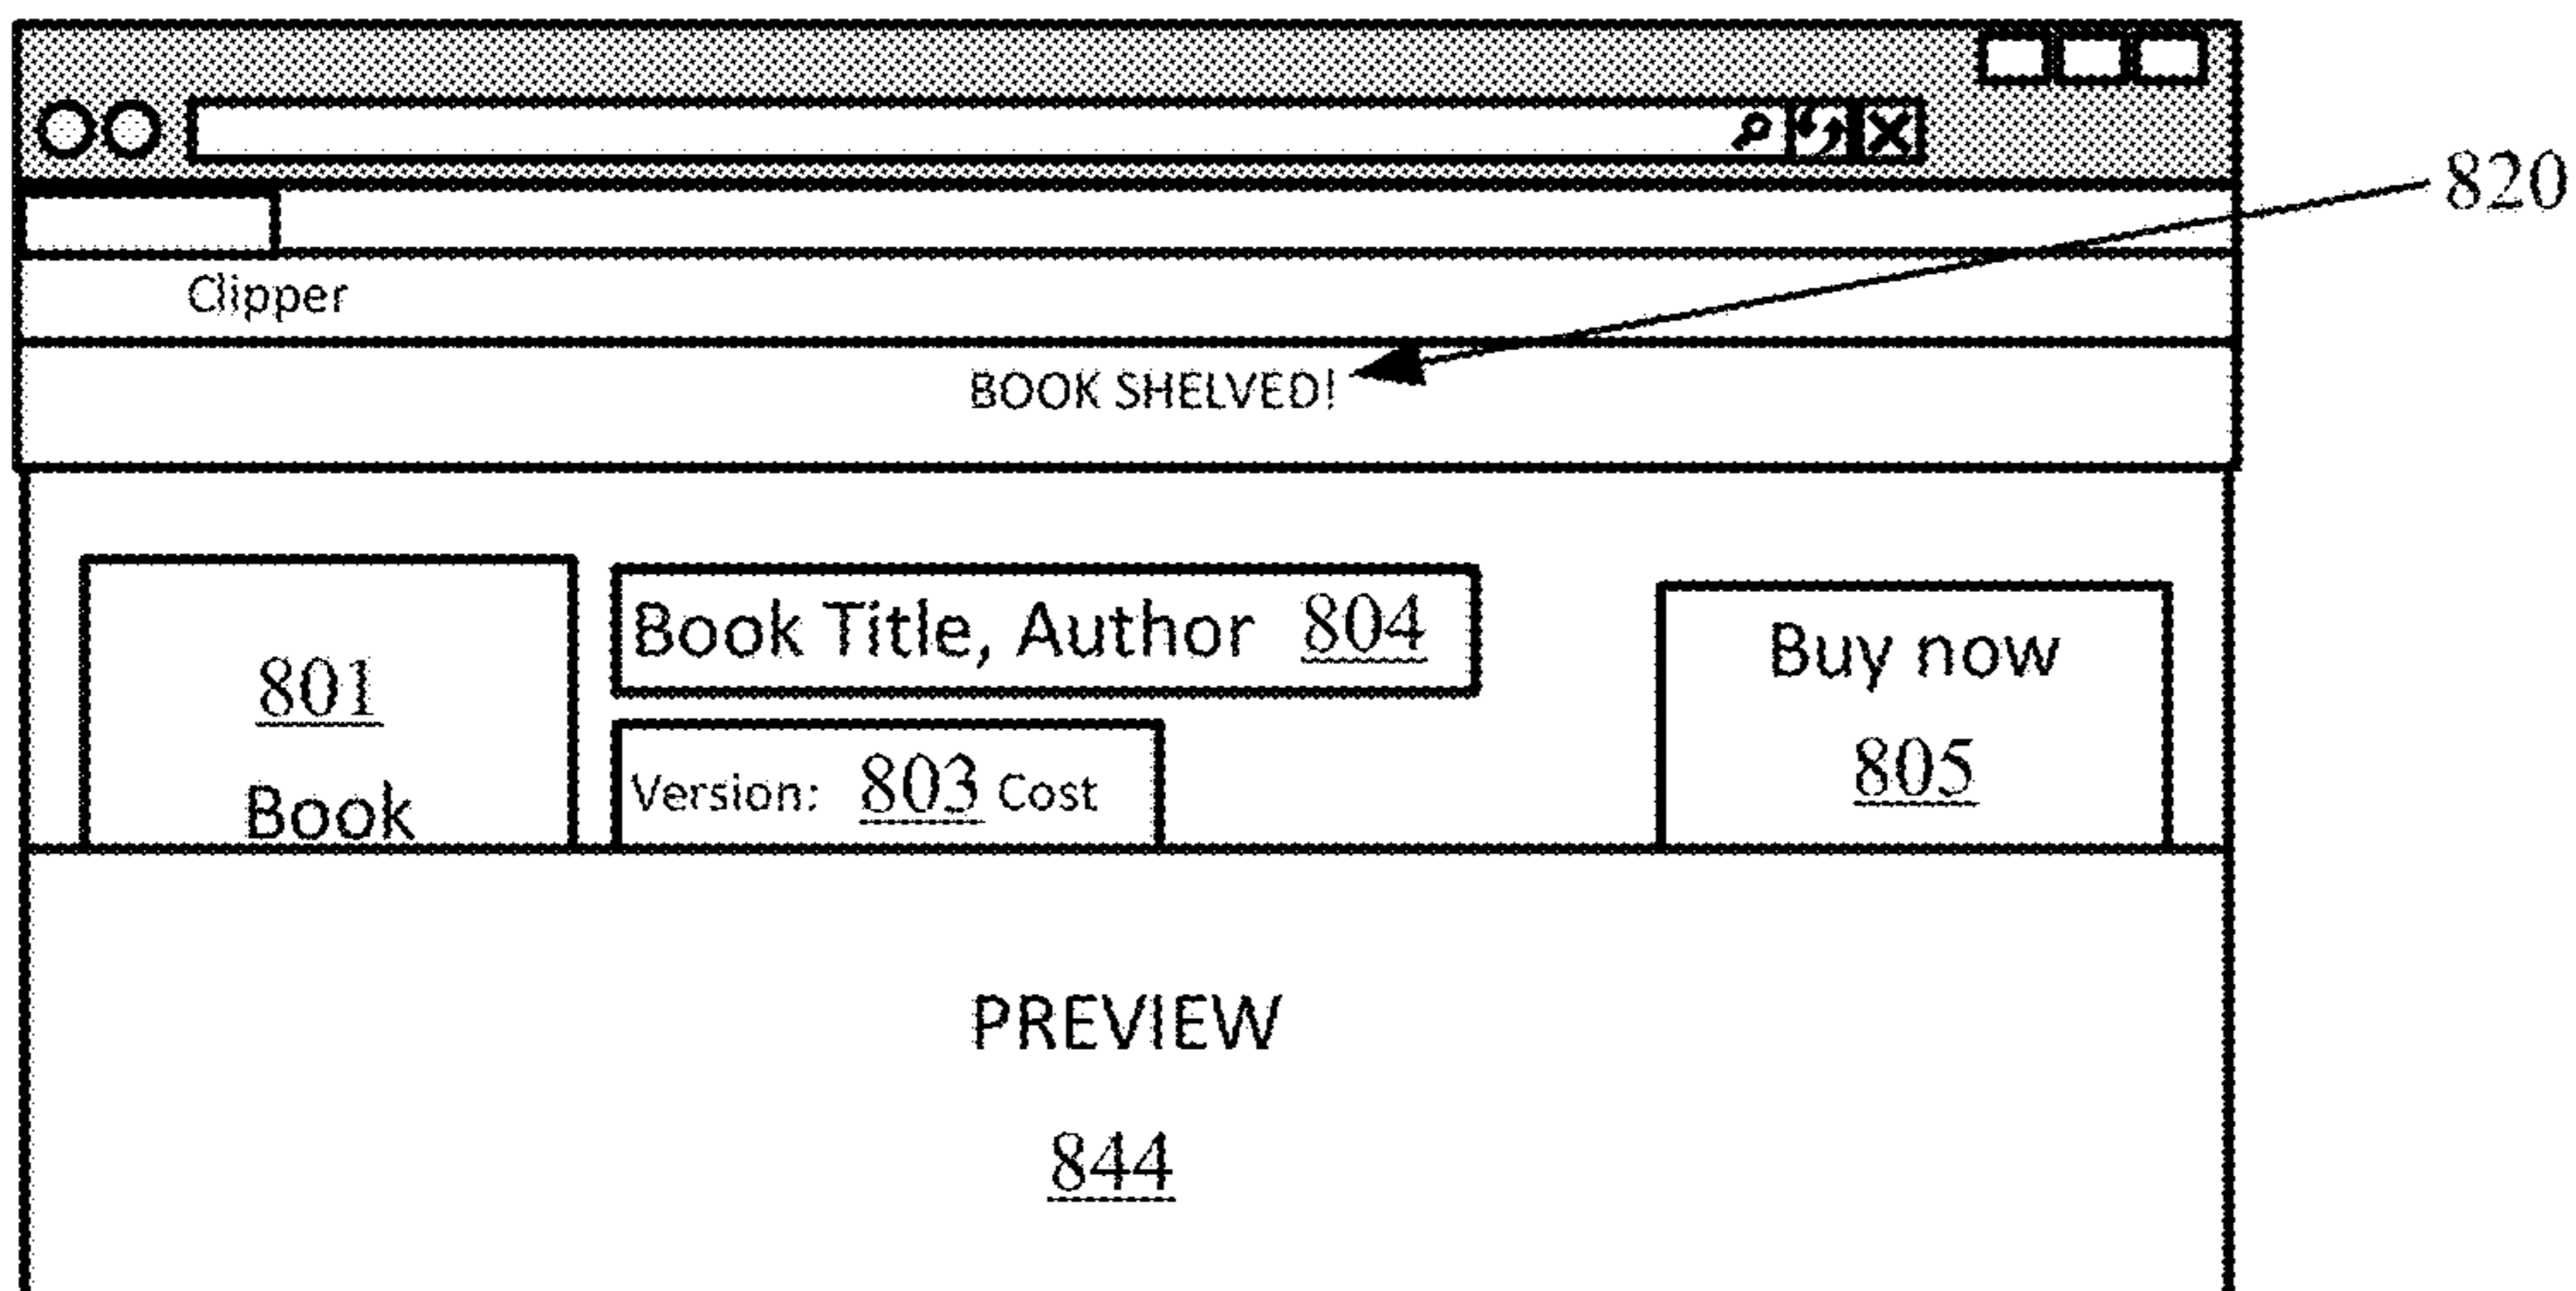 820
Clipper
BOOK SHELVED!
801
Book
Book Title, Author 804
Version: 803 Cost
Buy now
805
PREVIEW
844